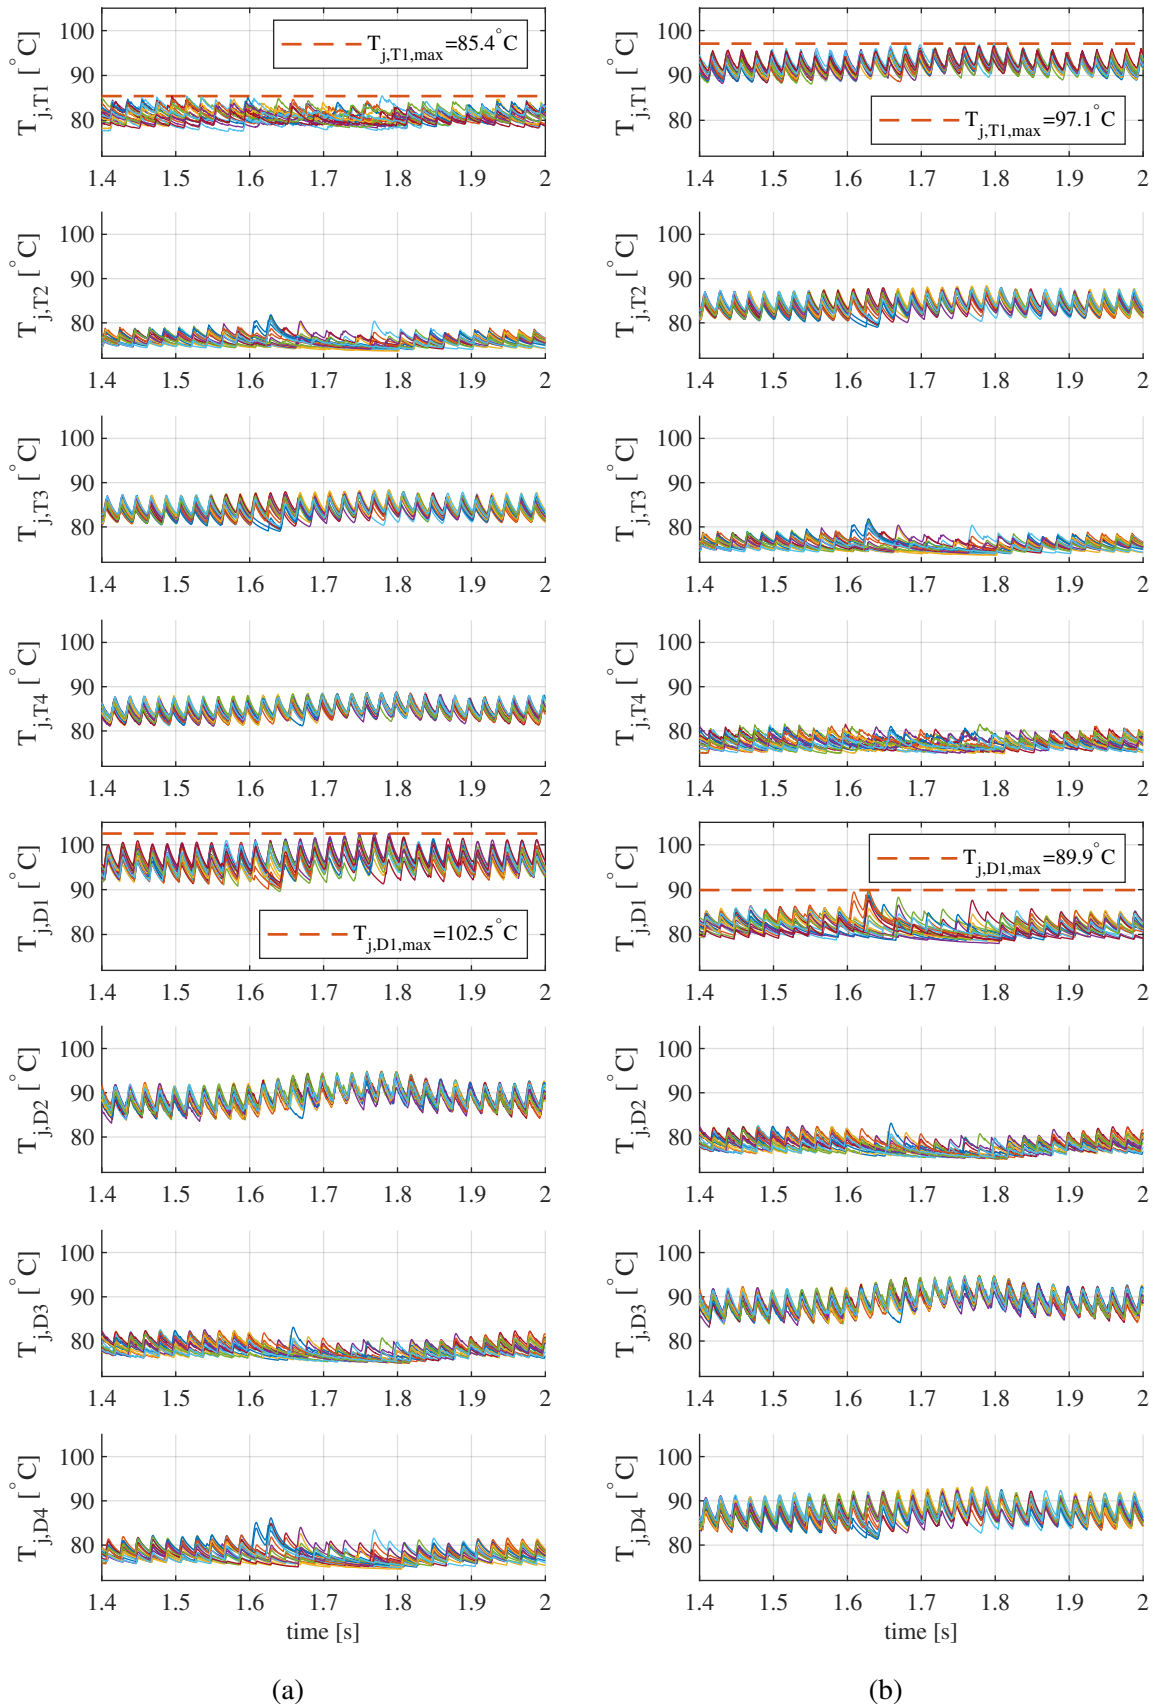 T_{j,T1} [°C]
100
90
80
T_{j,T1,max}=85.4°C
1.4 1.5 1.6 1.7 1.8 1.9 2
T_{j,T2} [°C]
100
90
80
1.4 1.5 1.6 1.7 1.8 1.9 2
T_{j,T3} [°C]
100
90
80
1.4 1.5 1.6 1.7 1.8 1.9 2
T_{j,T4} [°C]
100
90
80
1.4 1.5 1.6 1.7 1.8 1.9 2
T_{j,D1} [°C]
100
90
80
T_{j,D1,max}=102.5°C
1.4 1.5 1.6 1.7 1.8 1.9 2
T_{j,D2} [°C]
100
90
80
1.4 1.5 1.6 1.7 1.8 1.9 2
T_{j,D3} [°C]
100
90
80
1.4 1.5 1.6 1.7 1.8 1.9 2
T_{j,D4} [°C]
100
90
80
1.4 1.5 1.6 1.7 1.8 1.9 2
time [s]
(a)
T_{j,T1} [°C]
100
90
80
T_{j,T1,max}=97.1°C
1.4 1.5 1.6 1.7 1.8 1.9 2
T_{j,T2} [°C]
100
90
80
1.4 1.5 1.6 1.7 1.8 1.9 2
T_{j,T3} [°C]
100
90
80
1.4 1.5 1.6 1.7 1.8 1.9 2
T_{j,T4} [°C]
100
90
80
1.4 1.5 1.6 1.7 1.8 1.9 2
T_{j,D1} [°C]
100
90
80
T_{j,D1,max}=89.9°C
1.4 1.5 1.6 1.7 1.8 1.9 2
T_{j,D2} [°C]
100
90
80
1.4 1.5 1.6 1.7 1.8 1.9 2
T_{j,D3} [°C]
100
90
80
1.4 1.5 1.6 1.7 1.8 1.9 2
T_{j,D4} [°C]
100
90
80
1.4 1.5 1.6 1.7 1.8 1.9 2
time [s]
(b)